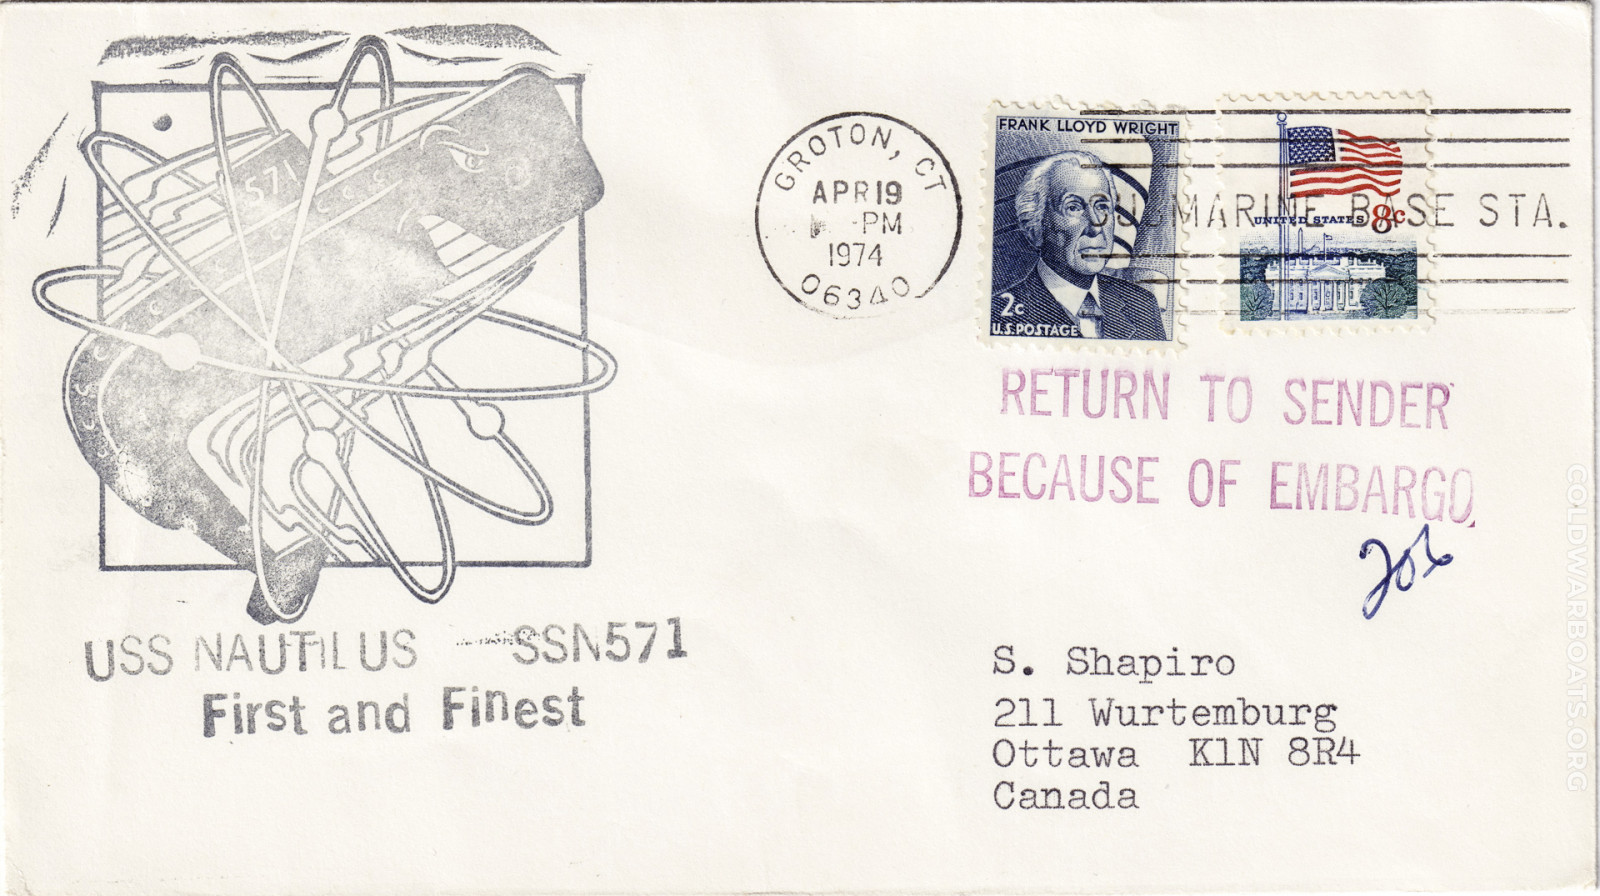 571
USS NAUTILUS SSN571
First and Finest
GROTON, CT
APR 19
PM
1974
06340
SUBMARINE BASE STA.
FRANK LLOYD WRIGHT
2c
U.S. POSTAGE
UNITED STATES 8c
RETURN TO SENDER
BECAUSE OF EMBARGO
S. Shapiro
211 Wurtemburg
Ottawa K1N 8R4
Canada
COLDWARBOATS.ORG